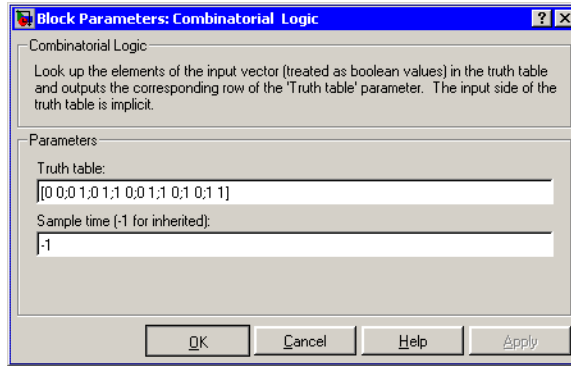 Block Parameters: Combinatorial Logic
Combinatorial Logic
Look up the elements of the input vector (treated as boolean values) in the truth table
and outputs the corresponding row of the 'Truth table' parameter. The input side of the
truth table is implicit.
Parameters
Truth table:
[0 0;0 1;0 1;1 0;0 1;1 0;1 0;1 1]
Sample time (-1 for inherited):
-1
OK Cancel Help Apply